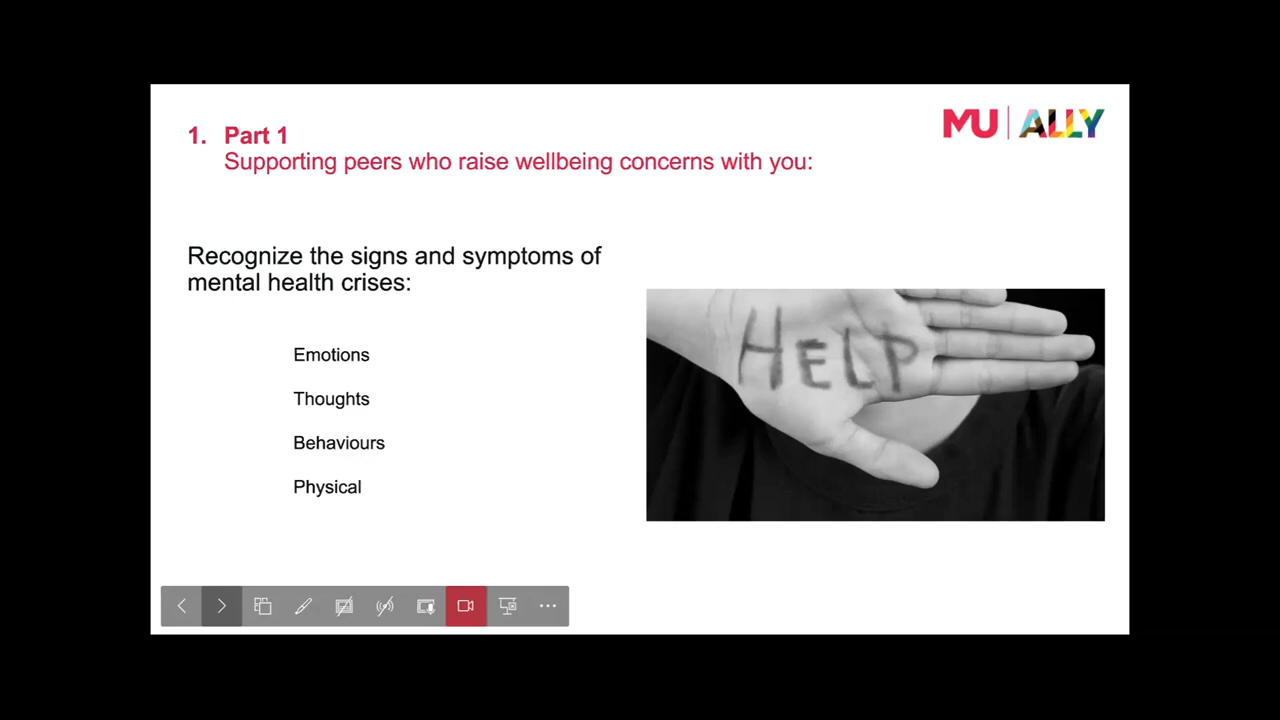 1. Part 1
Supporting peers who raise wellbeing concerns with you:
MU | ALLY
Recognize the signs and symptoms of
mental health crises:
Emotions
Thoughts
Behaviours
Physical
HELP